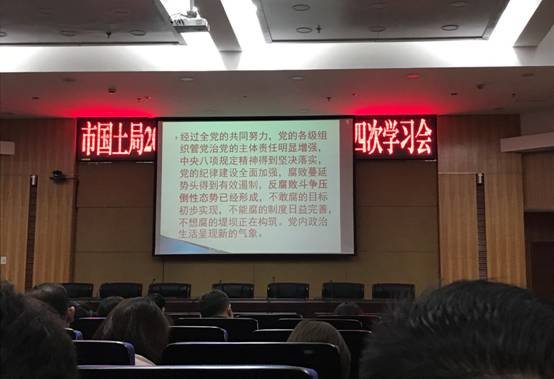 市国土局20
四次学习会
经过全党的共同努力，党的各级组
织管党治党的主体责任明显增强，
中央八项规定精神得到坚决落实，
党的纪律建设全面加强，腐败蔓延
势头得到有效遏制，反腐败斗争压
倒性态势已经形成，不敢腐的目标
初步实现，不能腐的制度日益完善，
不想腐的堤坝正在构筑。党内政治
生活呈现新的气象。